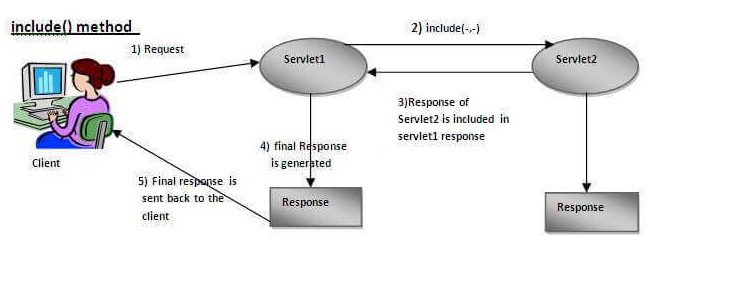 include() method
1) Request
2) include(-,-)
Servlet1
Servlet2
3)Response of
Servlet2 is included in
servlet1 response
4) final Response
is generated
Client
5) Final response is
sent back to the
client
Response
Response